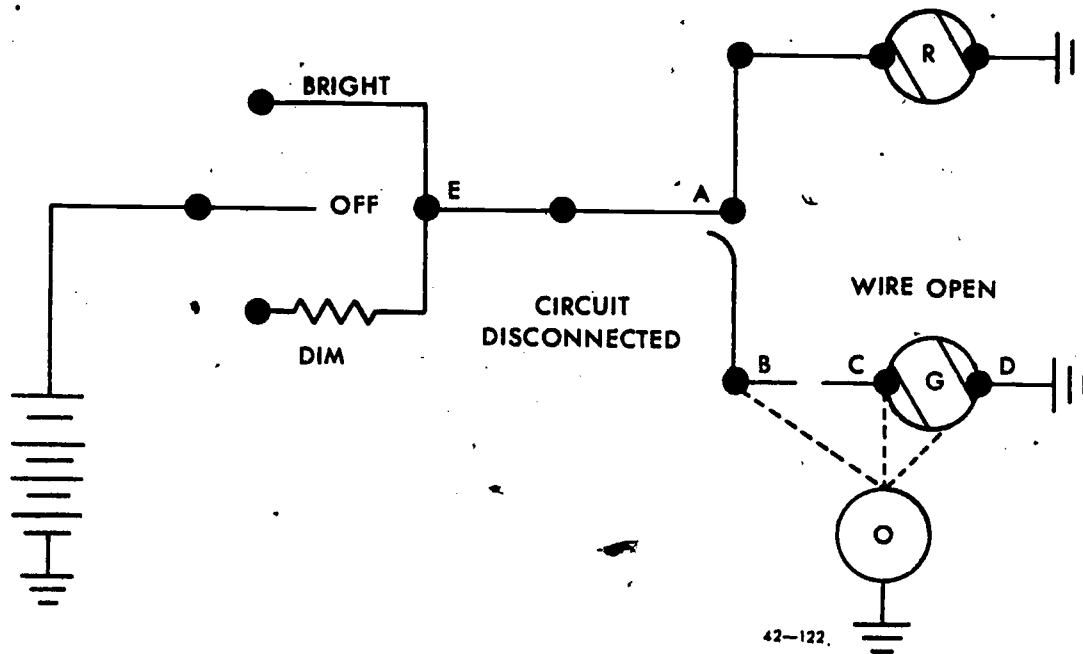 R
BRIGHT
E
A
OFF
WIRE OPEN
CIRCUIT
DISCONNECTED
DIM
B
C
G
D
O
42-122.